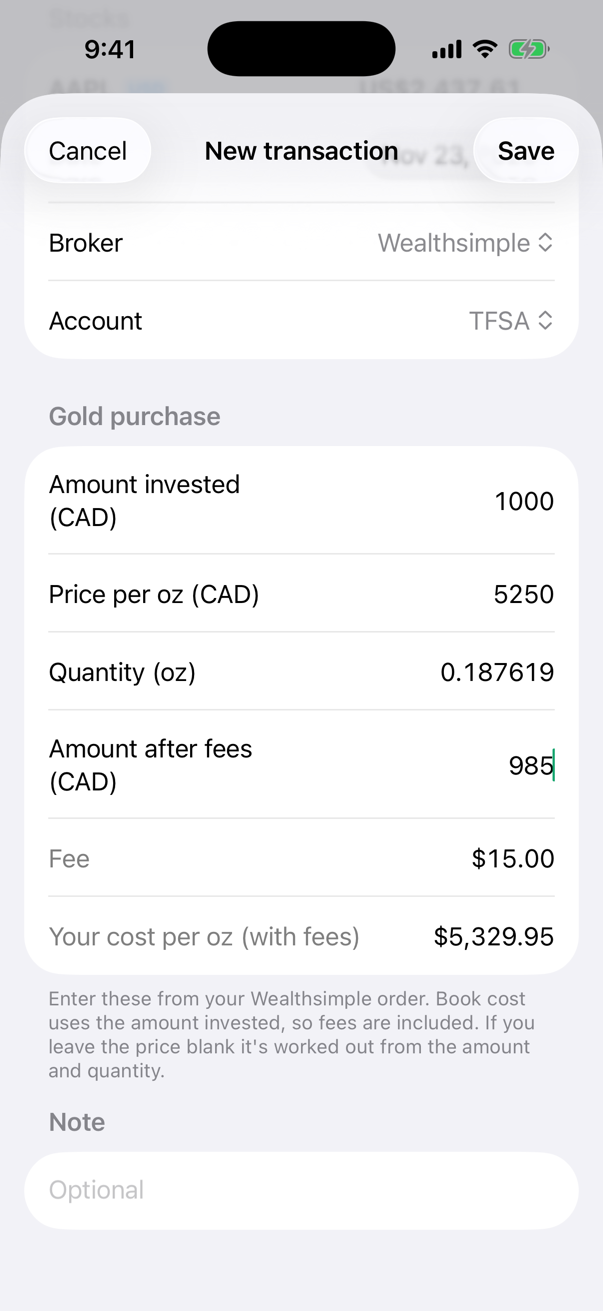 Stocks
9:41
Cancel
New transaction
Nov 23,
Save
Broker
Wealthsimple
Account
TFSA
Gold purchase
Amount invested
(CAD)
1000
Price per oz (CAD)
5250
Quantity (oz)
0.187619
Amount after fees
(CAD)
985
Fee
$15.00
Your cost per oz (with fees)
$5,329.95
Enter these from your Wealthsimple order. Book cost
uses the amount invested, so fees are included. If you
leave the price blank it's worked out from the amount
and quantity.
Note
Optional